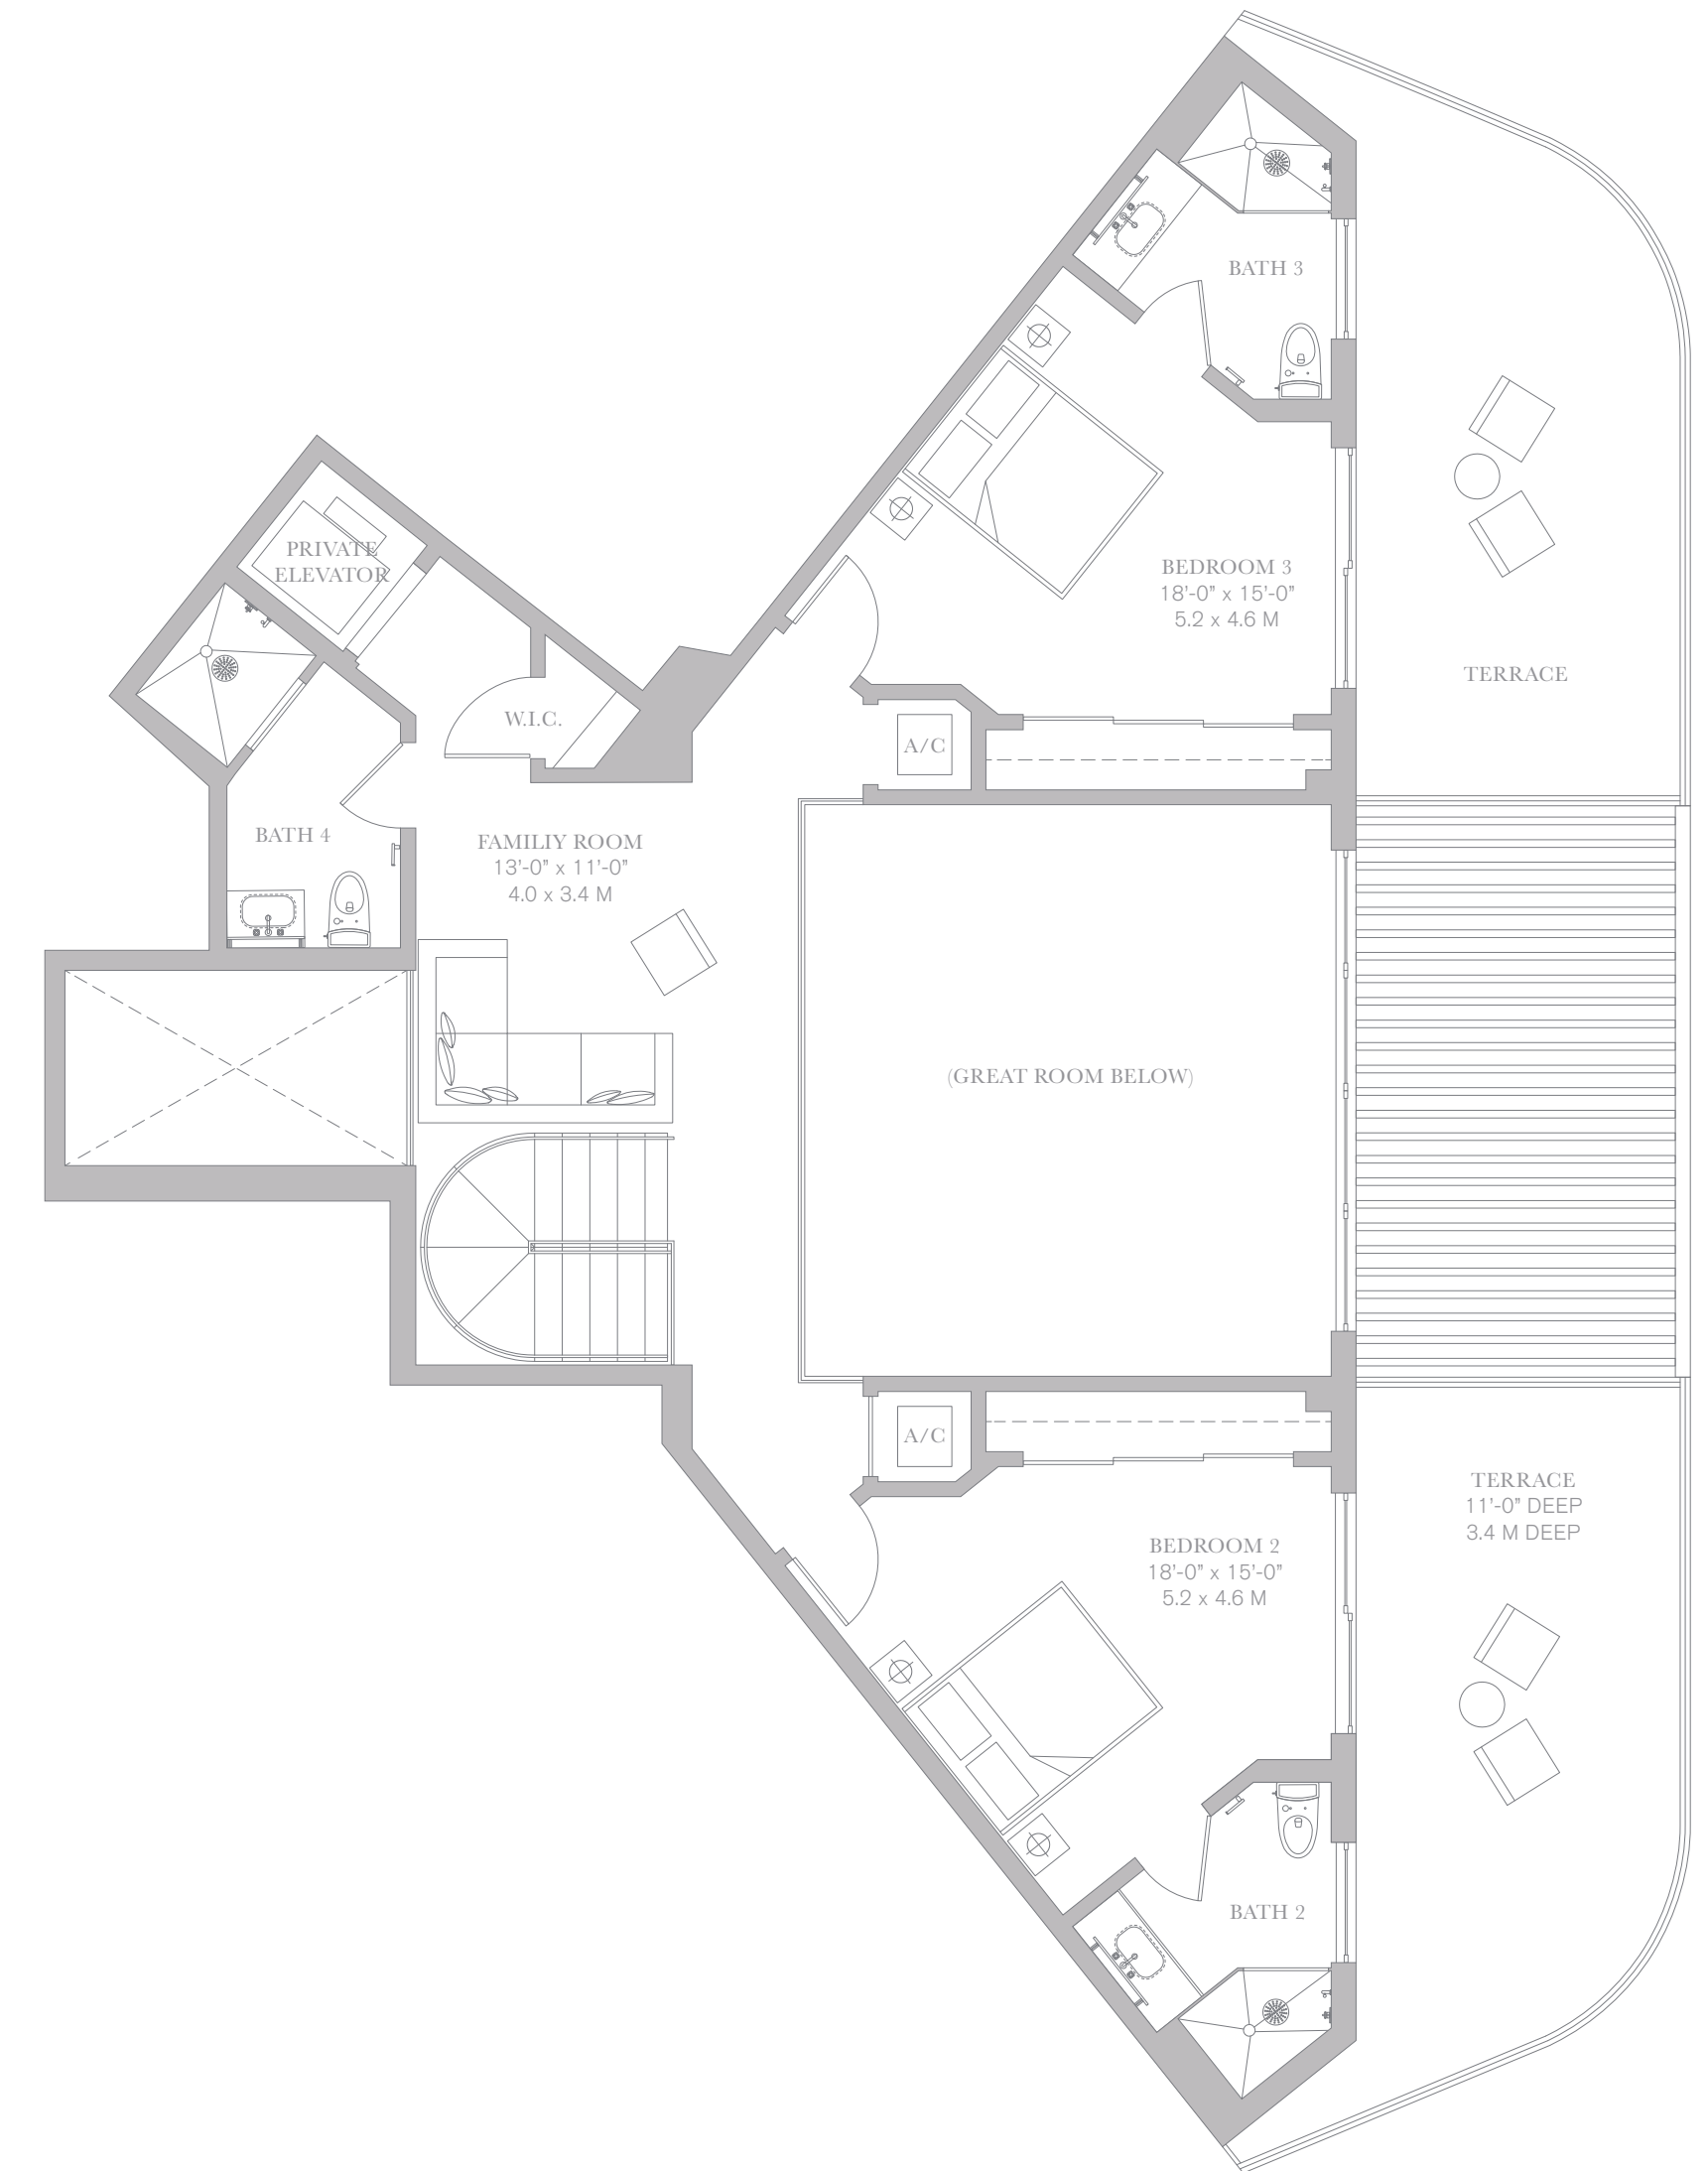 BATH 3
PRIVATE
ELEVATOR
BEDROOM 3
18'-0" x 15'-0"
5.2 x 4.6 M
TERRACE
W.I.C.
A/C
BATH 4
FAMILIY ROOM
13'-0" x 11'-0"
4.0 x 3.4 M
(GREAT ROOM BELOW)
A/C
TERRACE
11'-0" DEEP
3.4 M DEEP
BEDROOM 2
18'-0" x 15'-0"
5.2 x 4.6 M
BATH 2